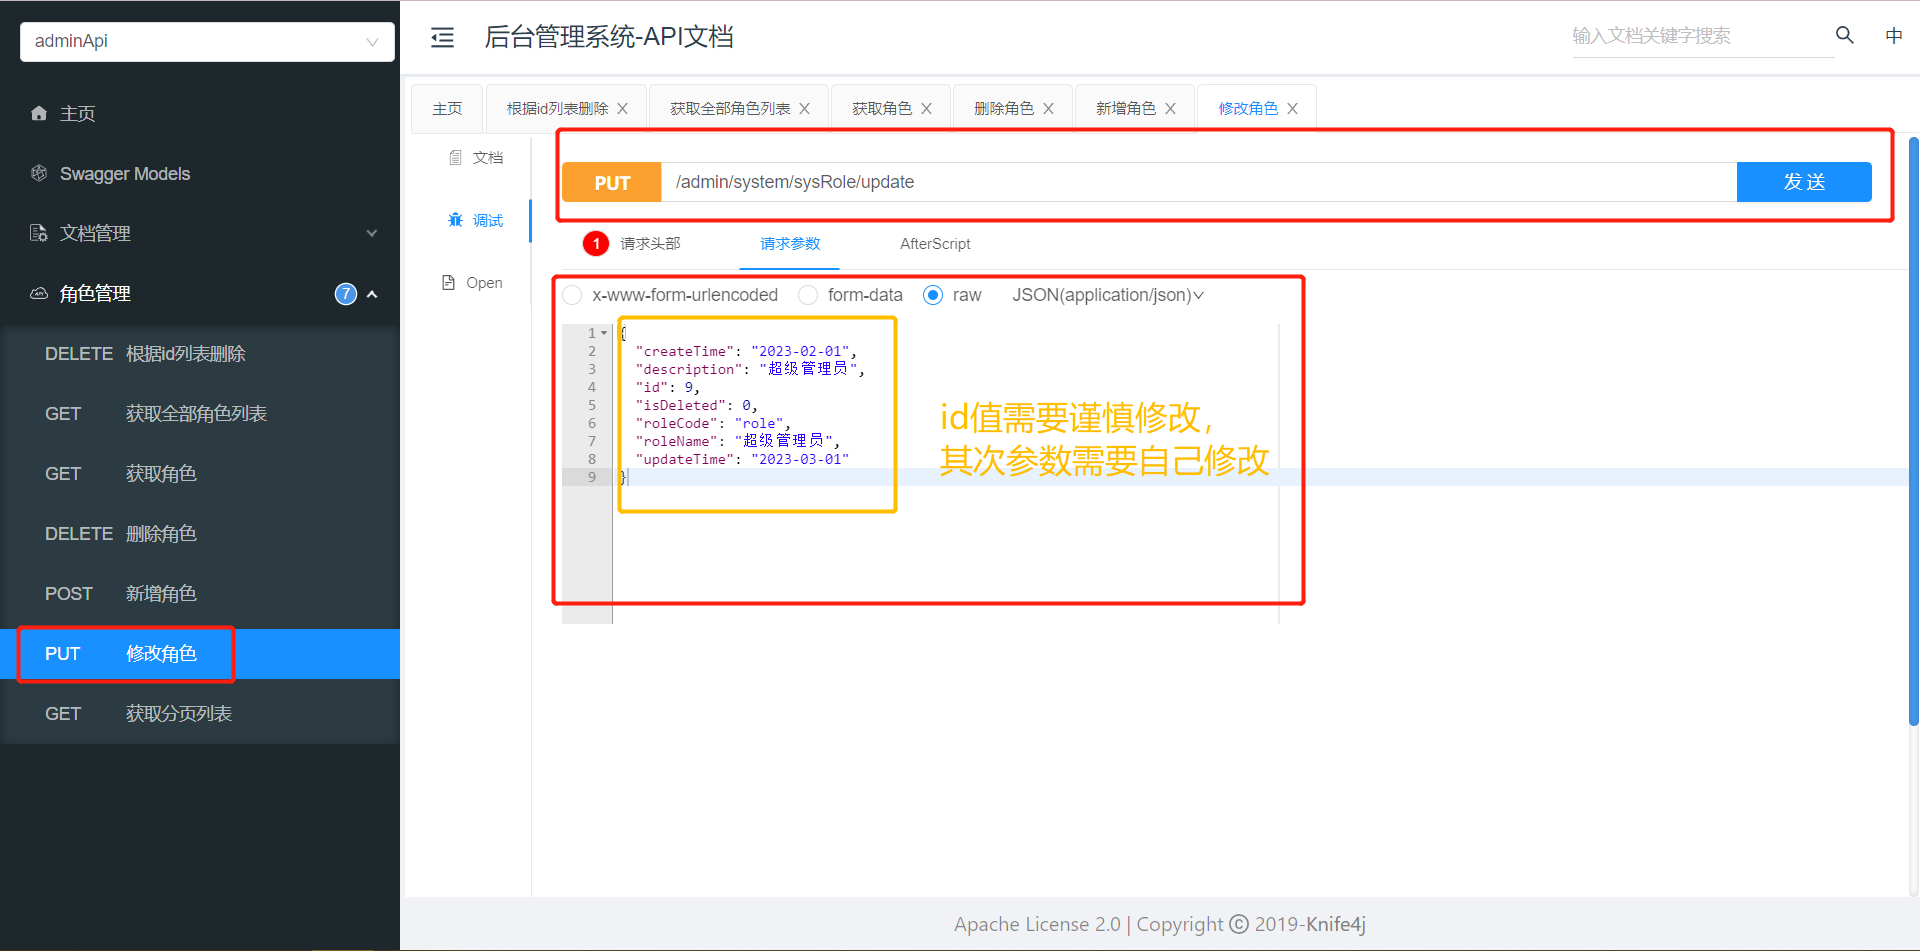 adminApi
后台管理系统-API文档
输入文档关键字搜索
中
主页
Swagger Models
文档管理
角色管理
7
DELETE 根据id列表删除
GET 获取全部角色列表
GET 获取角色
DELETE 删除角色
POST 新增角色
PUT 修改角色
GET 获取分页列表
主页
根据id列表删除
获取全部角色列表
获取角色
删除角色
新增角色
修改角色
文档
调试
Open
PUT
/admin/system/sysRole/update
发 送
1 请求头部
请求参数
AfterScript
x-www-form-urlencoded
form-data
raw
JSON(application/json)
1 {
2 "createTime": "2023-02-01",
3 "description": "超级管理员",
4 "id": 9,
5 "isDeleted": 0,
6 "roleCode": "role",
7 "roleName": "超级管理员",
8 "updateTime": "2023-03-01"
9 }
id值需要谨慎修改，
其次参数需要自己修改
Apache License 2.0 | Copyright © 2019-Knife4j